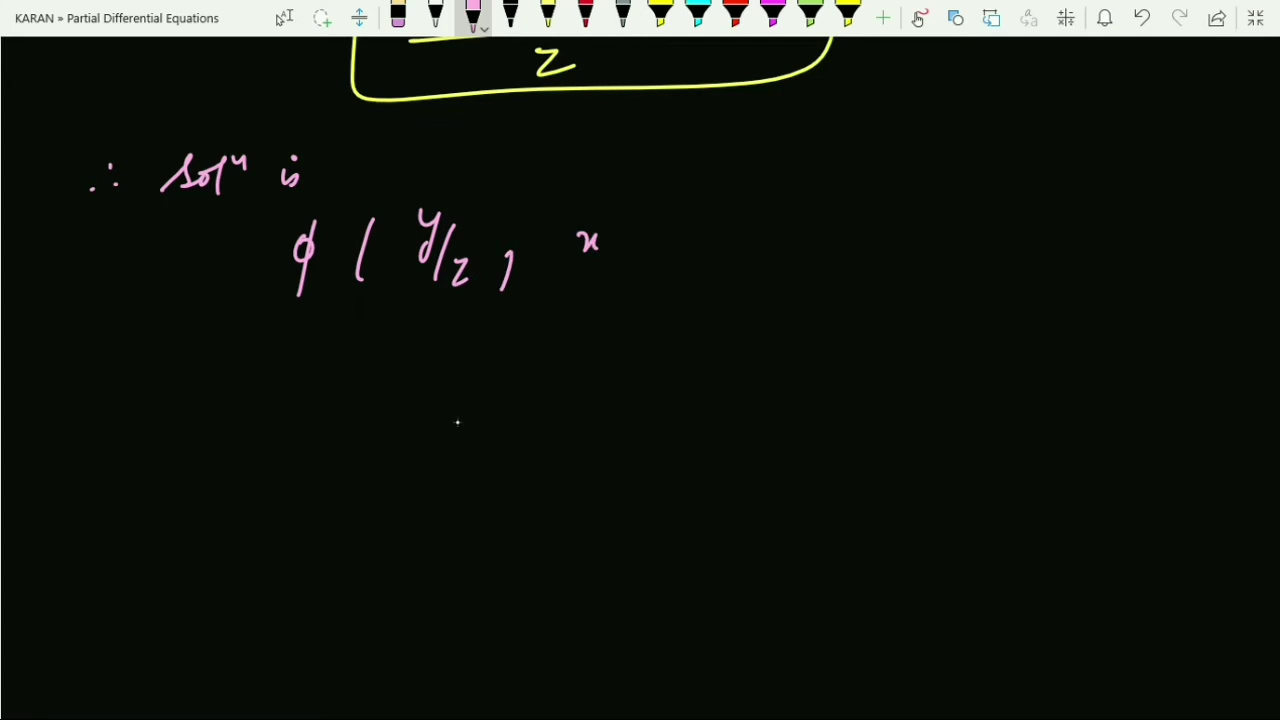 KARAN » Partial Differential Equations
z
∴ solⁿ is
ϕ ( y/z , x